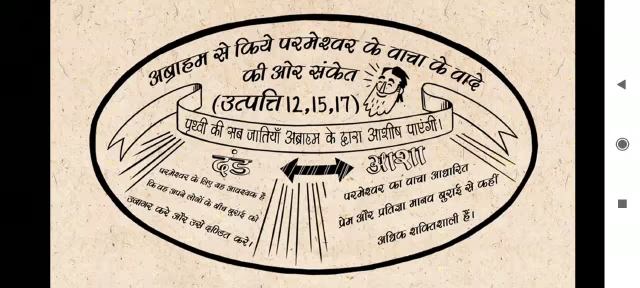 अब्राहम से किये परमेश्वर के वाचा के वादे
की ओर संकेत
(उत्पत्ति 12,15,17)
पृथ्वी की सब जातियाँ अब्राहम के द्वारा आशीष पाएंगी।
दंड
परमेश्वर के लिए यह आवश्यक है
कि वह अपने लोगों के बीच बुराई को
उजागर करे और उसे दण्डित करे।
आशा
परमेश्वर का वाचा आधारित
प्रेम और प्रतिज्ञा मानव बुराई से कहीं
अधिक शक्तिशाली हैं।